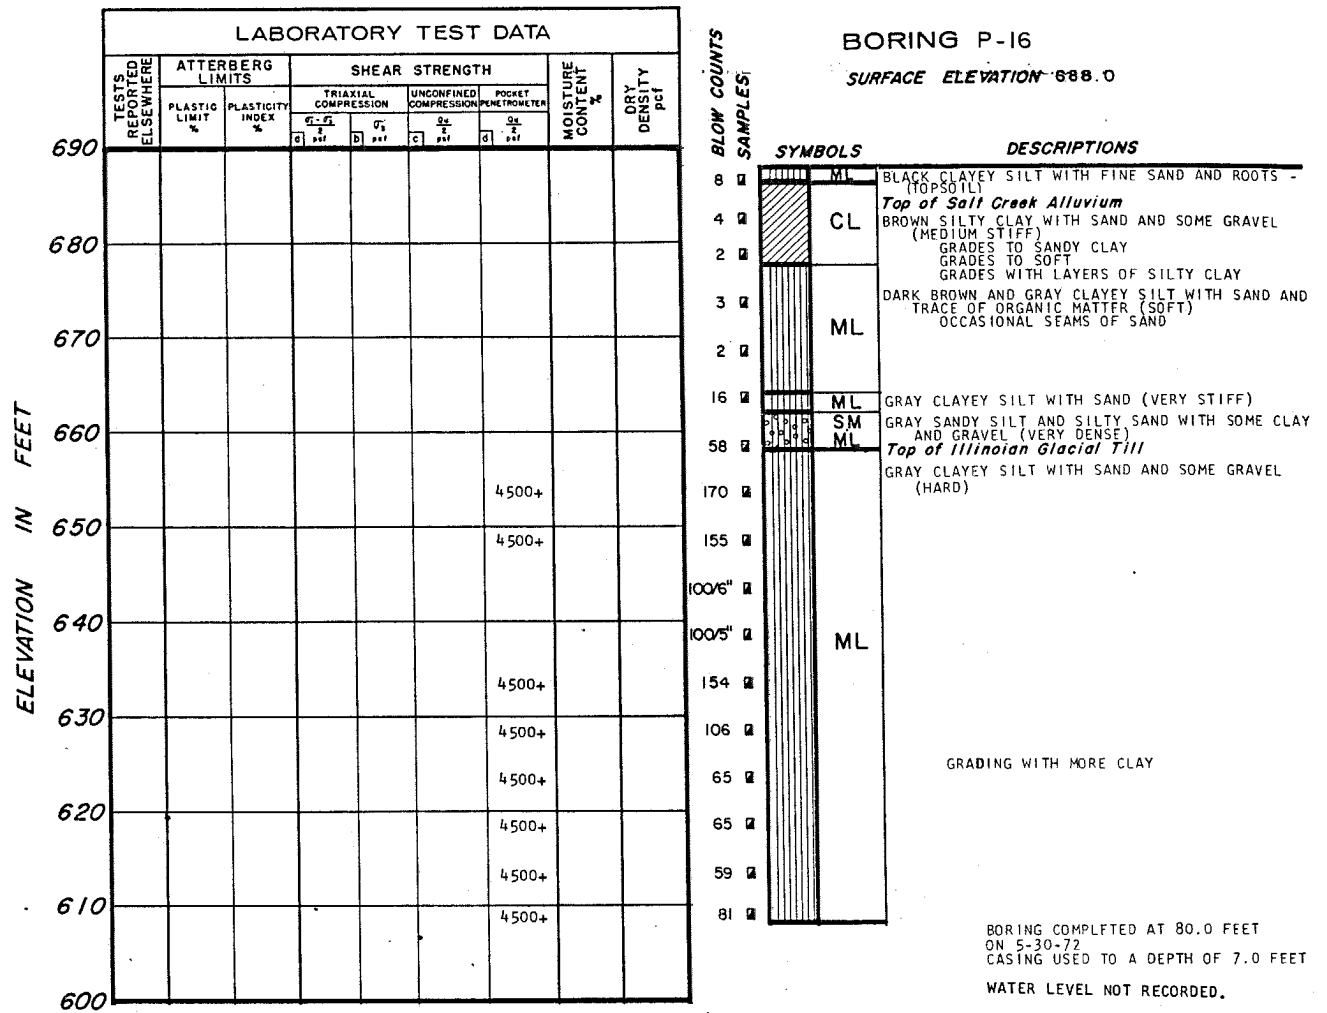 LABORATORY TEST DATA
TESTS REPORTED ELSEWHERE
ATTERBERG LIMITS
SHEAR STRENGTH
MOISTURE CONTENT %
DRY DENSITY pcf
PLASTIC LIMIT %
PLASTICITY INDEX %
TRIAXIAL COMPRESSION
UNCONFINED COMPRESSION
POCKET PENETROMETER
a psf
b psf
c Qu/2 psf
d Qu/2 psf
ELEVATION IN FEET
690
680
670
660
650
640
630
620
610
600
4500+
4500+
4500+
4500+
4500+
4500+
4500+
4500+
BORING P-16
SURFACE ELEVATION 688.0
BLOW COUNTS
SAMPLES
SYMBOLS
DESCRIPTIONS
8
4
2
3
2
16
58
170
155
100/6"
100/5"
154
106
65
65
59
81
ML
BLACK CLAYEY SILT WITH FINE SAND AND ROOTS -
(TOPSOIL)
Top of Salt Creek Alluvium
CL
BROWN SILTY CLAY WITH SAND AND SOME GRAVEL
(MEDIUM STIFF)
GRADES TO SANDY CLAY
GRADES TO SOFT
GRADES WITH LAYERS OF SILTY CLAY
ML
DARK BROWN AND GRAY CLAYEY SILT WITH SAND AND
TRACE OF ORGANIC MATTER (SOFT)
OCCASIONAL SEAMS OF SAND
ML
GRAY CLAYEY SILT WITH SAND (VERY STIFF)
SM
ML
GRAY SANDY SILT AND SILTY SAND WITH SOME CLAY
AND GRAVEL (VERY DENSE)
Top of Illinoian Glacial Till
GRAY CLAYEY SILT WITH SAND AND SOME GRAVEL
(HARD)
ML
GRADING WITH MORE CLAY
BORING COMPLETED AT 80.0 FEET
ON 5-30-72
CASING USED TO A DEPTH OF 7.0 FEET
WATER LEVEL NOT RECORDED.